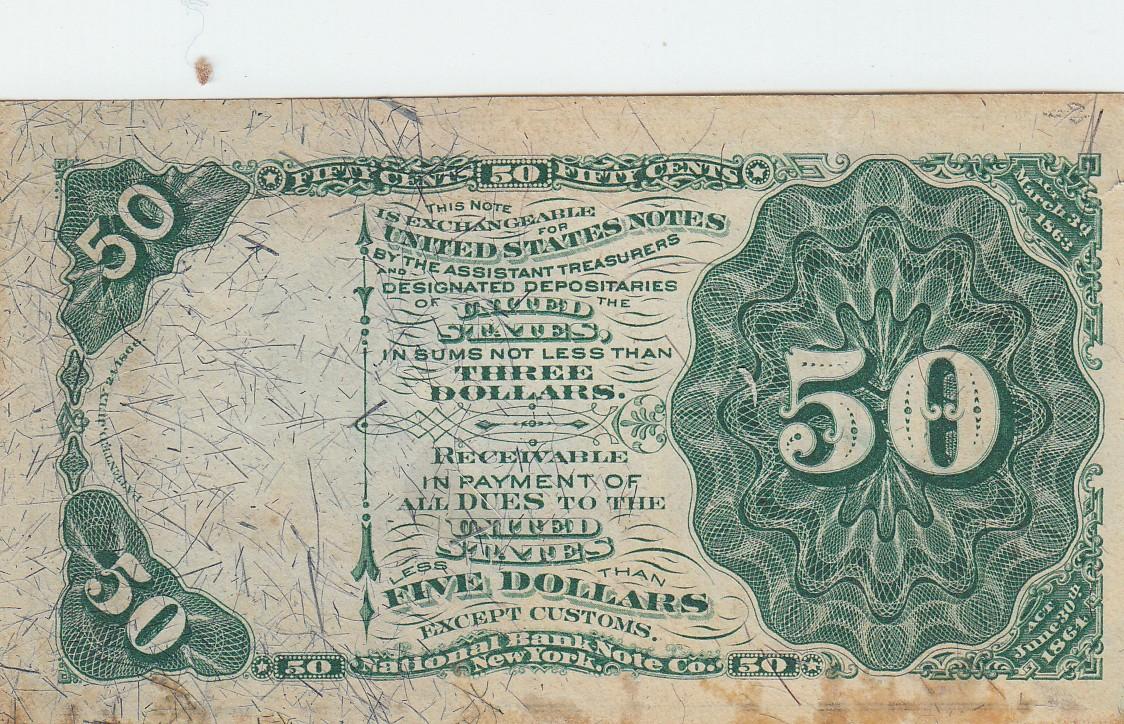 FIFTY CENTS 50 FIFTY CENTS
50
ACT
March 3d
1863
THIS NOTE
IS EXCHANGEABLE
FOR
UNITED STATES NOTES
BY THE ASSISTANT TREASURERS
AND
DESIGNATED DEPOSITARIES
OF THE
UNITED
STATES,
IN SUMS NOT LESS THAN
THREE
DOLLARS.
50
RECEIVABLE
IN PAYMENT OF
ALL DUES TO THE
UNITED
STATES
LESS THAN
FIVE DOLLARS
EXCEPT CUSTOMS.
50
ACT
June 30th
1864.
50 National Bank Note Co. 50
New York.